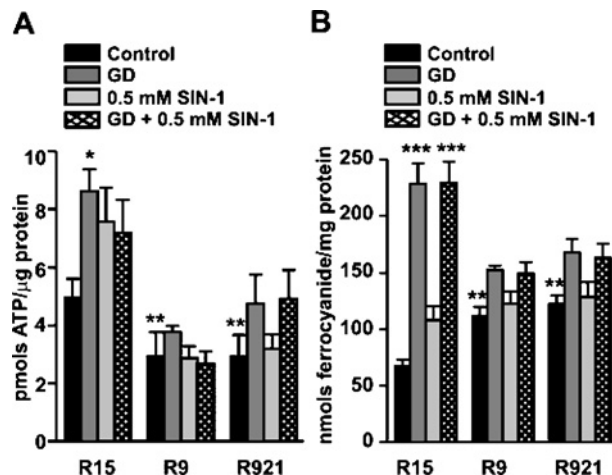 A
Control
GD
0.5 mM SIN-1
GD + 0.5 mM SIN-1
pmols ATP/µg protein
10
8
6
4
2
0
*
**
**
R15 R9 R921
B
Control
GD
0.5 mM SIN-1
GD + 0.5 mM SIN-1
nmols ferrocyanide/mg protein
250
200
150
100
50
0
*** ***
**
**
R15 R9 R921